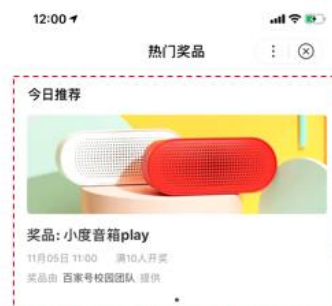 12:00
热门奖品
今日推荐
奖品: 小度音箱play
11月05日 11:00 满10人开奖
奖品由 百家号校园团队 提供